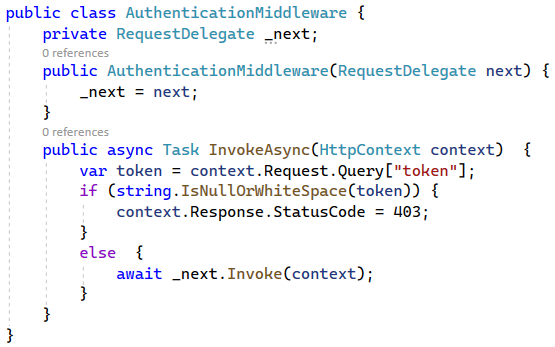 public class AuthenticationMiddleware {
    private RequestDelegate _next;
    0 references
    public AuthenticationMiddleware(RequestDelegate next) {
        _next = next;
    }
    0 references
    public async Task InvokeAsync(HttpContext context)  {
        var token = context.Request.Query["token"];
        if (string.IsNullOrWhiteSpace(token)) {
            context.Response.StatusCode = 403;
        }
        else  {
            await _next.Invoke(context);
        }
    }
}